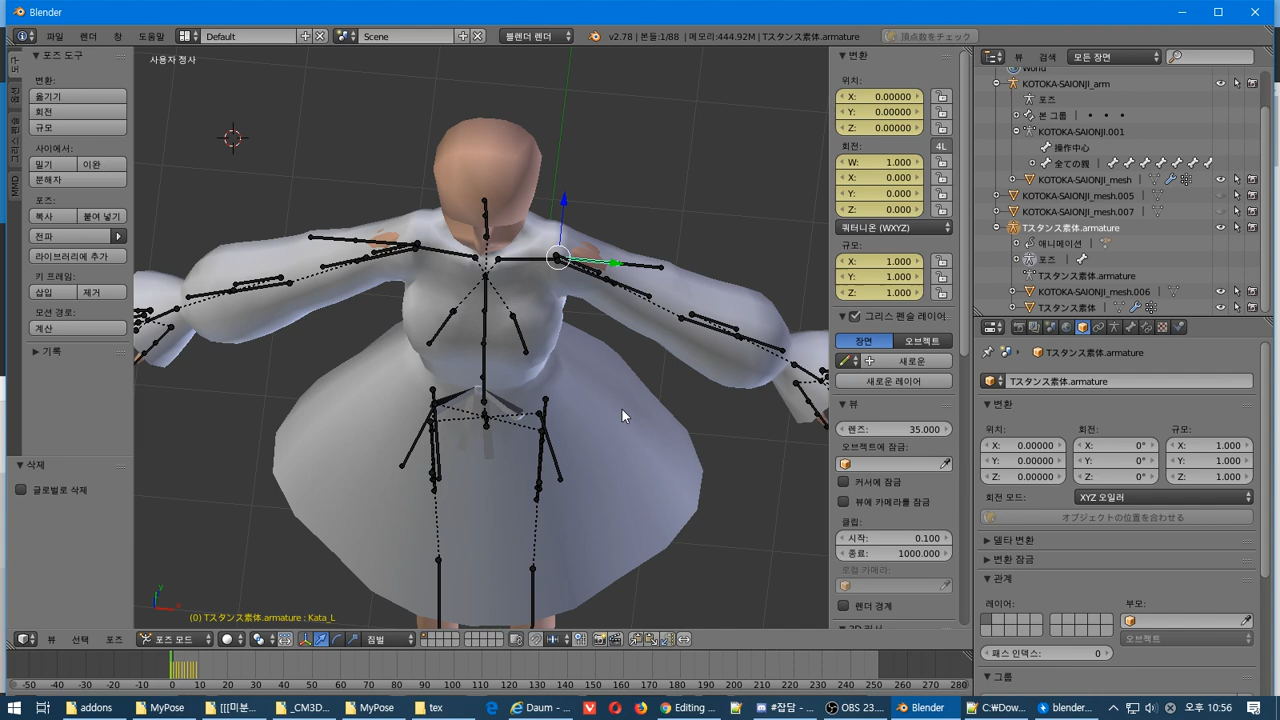 Blender
파일
렌더
창
도움말
Default
Scene
블렌더 렌더
v2.78 | 본들:1/88 | 메모리:444.92M | Tスタンス素体.armature
頂点数をチェック
포즈 도구
변환:
옮기기
회전
규모
사이에서:
밀기 이완
분해자
포즈:
복사 붙여 넣기
전파
라이브러리에 추가
키 프레임:
삽입 제거
모션 경로:
계산
기록
MMD
삭제
글로벌로 삭제
사용자 정사
(0) Tスタンス素体.armature : Kata_L
변환
위치:
X: 0.00000
Y: 0.00000
Z: 0.00000
회전: 4L
W: 1.000
X: 0.000
Y: 0.000
Z: 0.000
쿼터니온 (WXYZ)
규모:
X: 1.000
Y: 1.000
Z: 1.000
그리스 펜슬 레이어..
장면 오브젝트
새로운
새로운 레이어
뷰
렌즈: 35.000
오브젝트에 잠금:
커서에 잠금
뷰에 카메라를 잠금
클립:
시작: 0.100
종료: 1000.000
로컬 카메라:
렌더 경계
뷰 검색 모든 장면
World
KOTOKA-SAIONJI_arm
포즈
본 그룹
KOTOKA-SAIONJI.001
操作中心
全ての親
KOTOKA-SAIONJI_mesh
KOTOKA-SAIONJI_mesh.005
KOTOKA-SAIONJI_mesh.007
Tスタンス素体.armature
애니메이션
포즈
Tスタンス素体.armature
KOTOKA-SAIONJI_mesh.006
Tスタンス素体
Tスタンス素体.armature
Tスタンス素体.armature
변환
위치: 회전: 규모:
X: 0.00000 X: 0° X: 1.000
Y: 0.00000 Y: 0° Y: 1.000
Z: 0.00000 Z: 0° Z: 1.000
회전 모드: XYZ 오일러
オブジェクトの位置を合わせる
델타 변환
변환 잠금
관계
레이어: 부모:
오브젝트
패스 인덱스: 0
그룹
뷰 선택 포즈 포즈 모드 짐벌
-50 -40 -30 -20 -10 0 10 20 30 40 50 60 70 80 90 100 110 120 130 140 150 160 170 180 190 200 210 220 230 240 250 260 270 280
addons
MyPose
[[[미분...
_CM3D...
MyPose
tex
Daum - ...
Editing ...
#잡담 - ...
OBS 23....
Blender
C:₩Dow...
blender...
오후 10:56